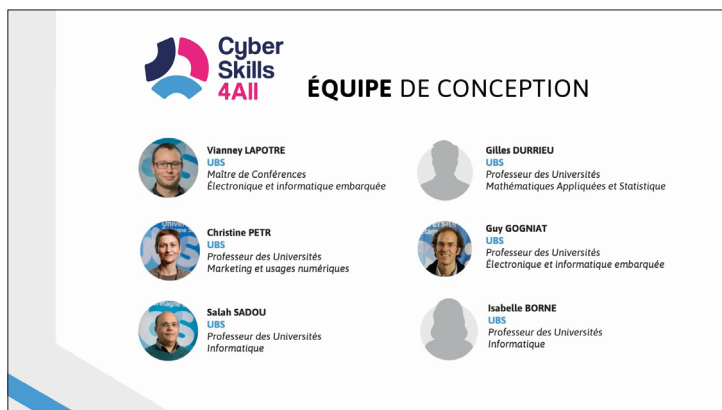 Cyber
Skills
4All
ÉQUIPE DE CONCEPTION
Vianney LAPOTRE
UBS
Maître de Conférences
Électronique et informatique embarquée
Gilles DURRIEU
UBS
Professeur des Universités
Mathématiques Appliquées et Statistique
Christine PETR
UBS
Professeur des Universités
Marketing et usages numériques
Guy GOGNIAT
UBS
Professeur des Universités
Électronique et informatique embarquée
Salah SADOU
UBS
Professeur des Universités
Informatique
Isabelle BORNE
UBS
Professeur des Universités
Informatique